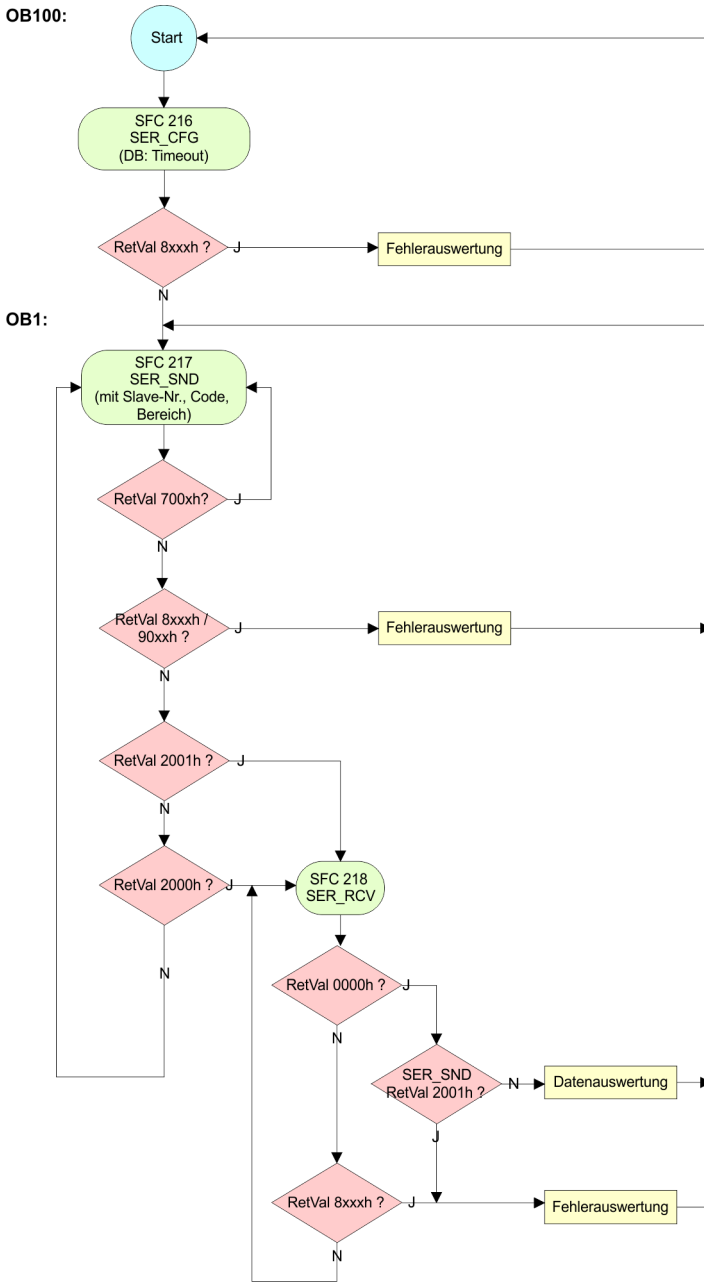 OB100:
Start
SFC 216
SER_CFG
(DB: Timeout)
RetVal 8xxxh ?
J
Fehlerauswertung
N
OB1:
SFC 217
SER_SND
(mit Slave-Nr., Code,
Bereich)
RetVal 700xh?
J
N
RetVal 8xxxh /
90xxh ?
J
Fehlerauswertung
N
RetVal 2001h ?
J
N
RetVal 2000h ?
J
SFC 218
SER_RCV
N
RetVal 0000h ?
J
N
SER_SND
RetVal 2001h ?
N
Datenauswertung
J
RetVal 8xxxh ?
J
Fehlerauswertung
N